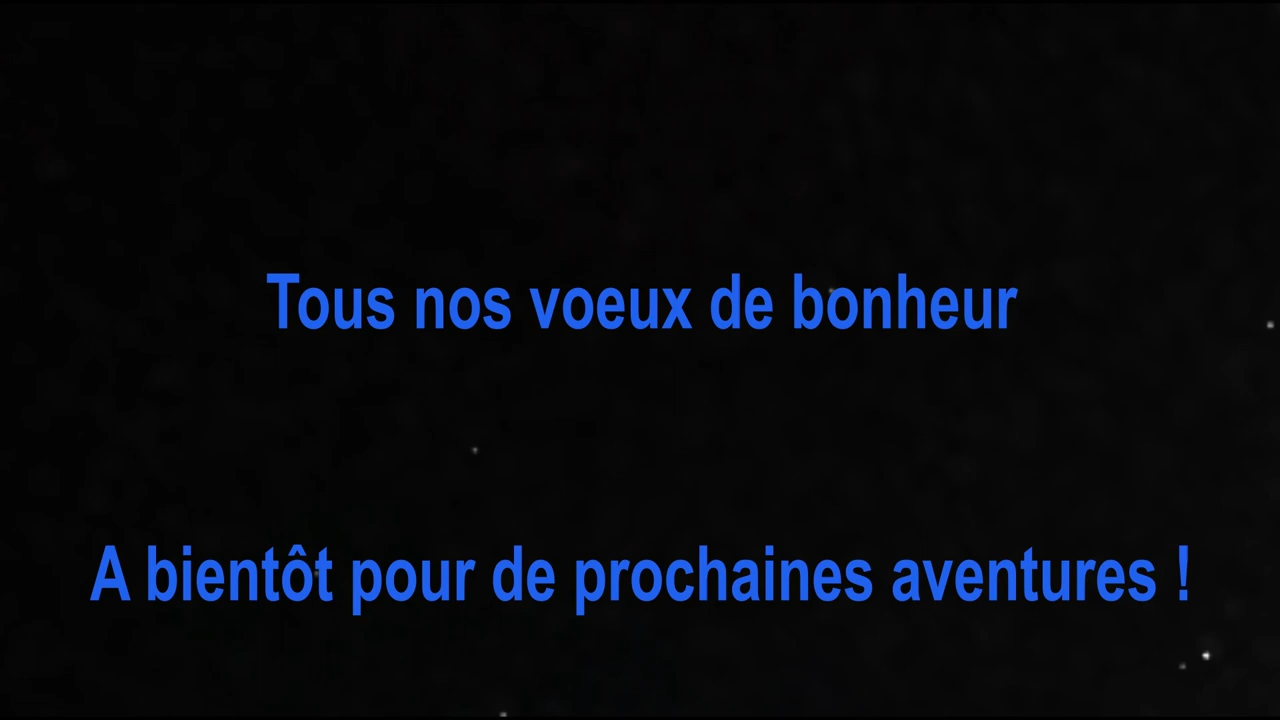 Tous nos voeux de bonheur
A bientôt pour de prochaines aventures !